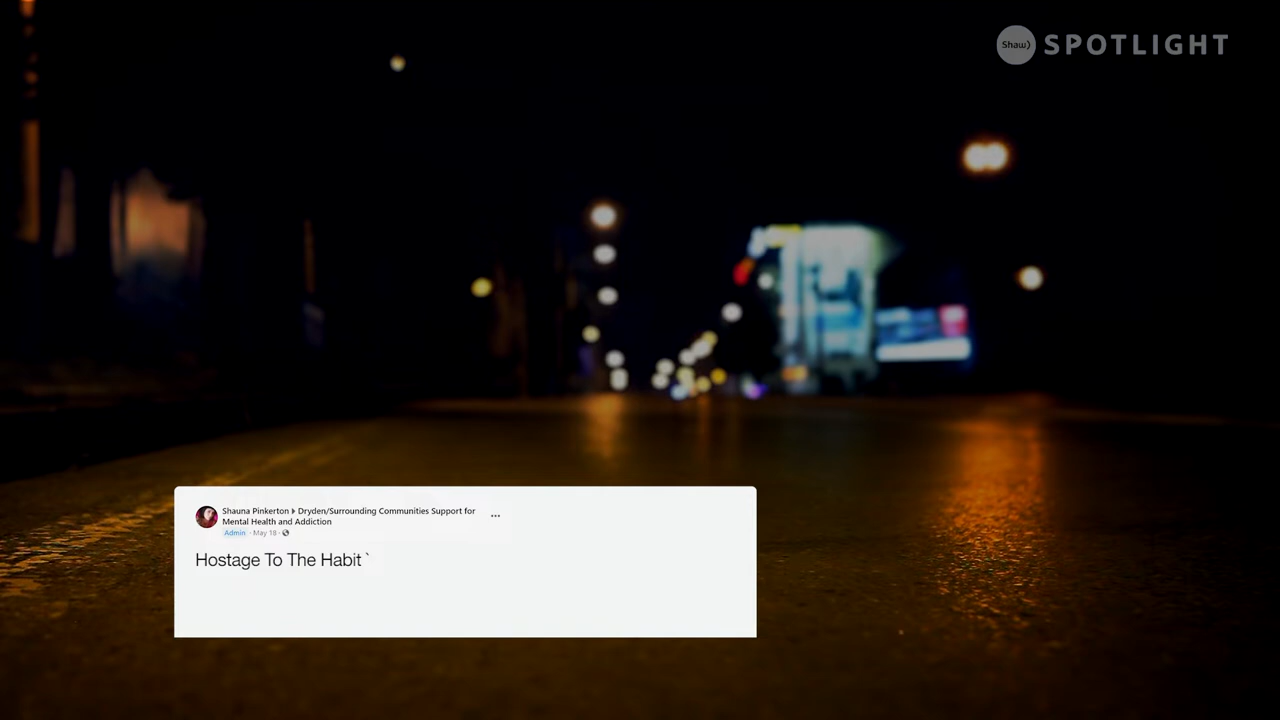 Shaw) SPOTLIGHT
Shauna Pinkerton ▸ Dryden/Surrounding Communities Support for
Mental Health and Addiction
Admin · May 18 ·
Hostage To The Habit `